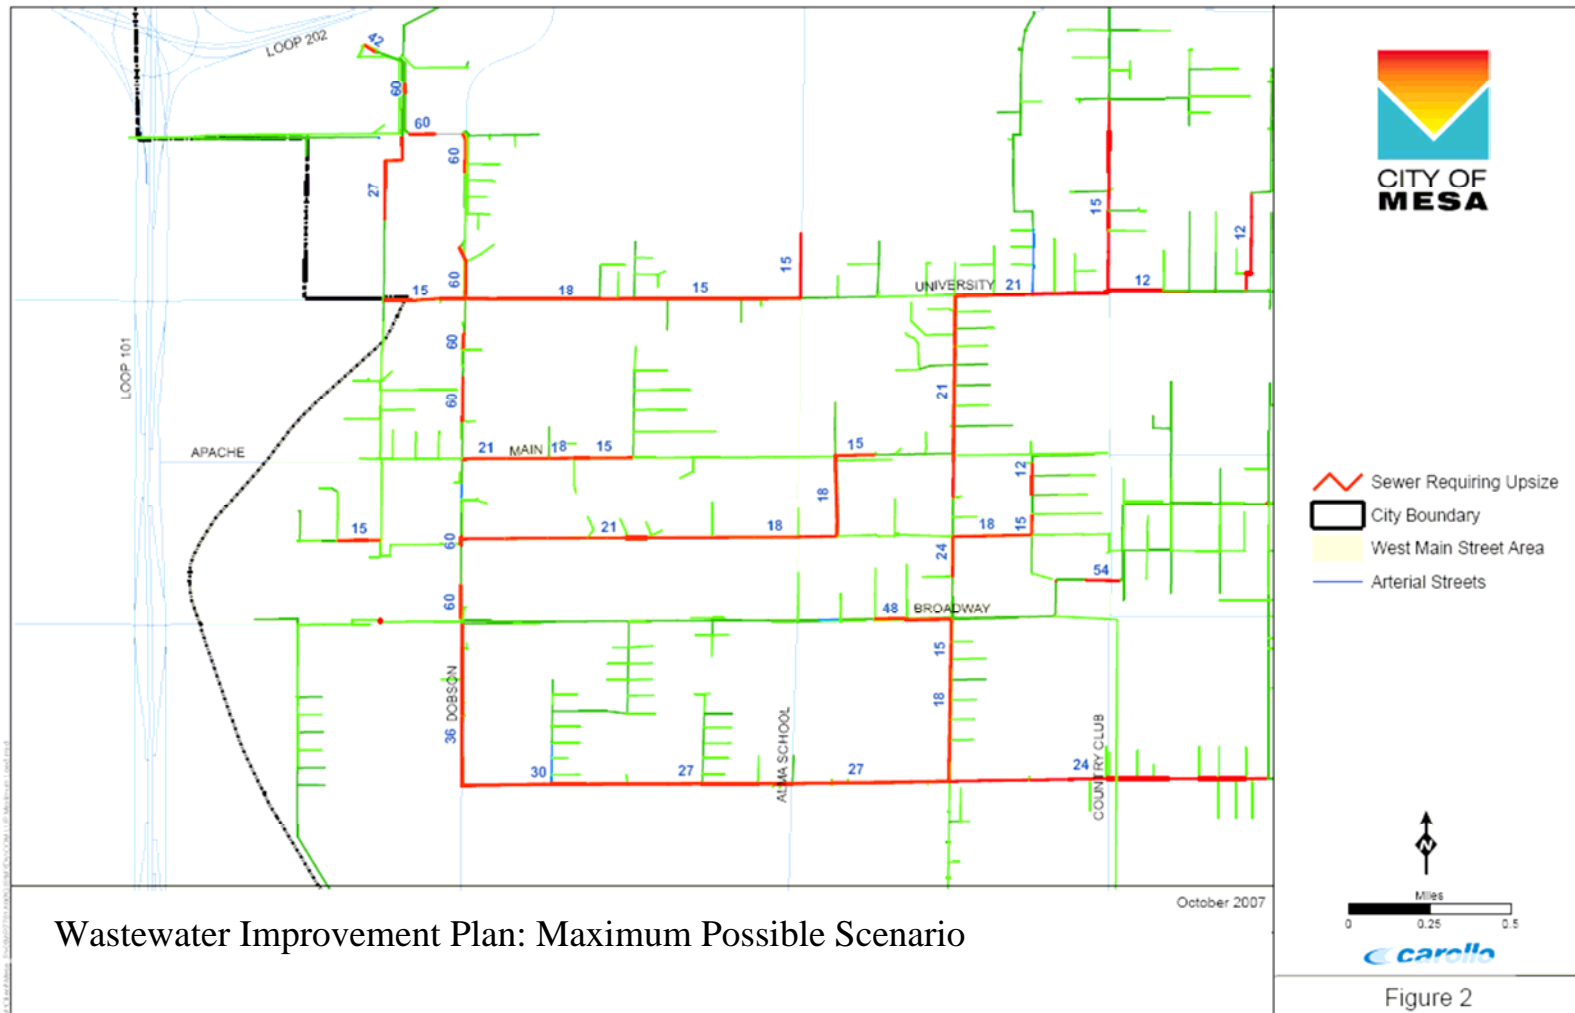 LOOP 202
42
60
60
60
27
15
15
12
60
15
18
15
UNIVERSITY
21
12
LOOP 101
60
60
21
APACHE
21
MAIN
18
15
15
12
18
15
21
18
18
15
60
24
54
60
48
BROADWAY
15
18
36
DOBSON
30
27
ALMA SCHOOL
27
24
COUNTRY CLUB
CITY OF
MESA
Sewer Requiring Upsize
City Boundary
West Main Street Area
Arterial Streets
N
Miles
0 0.25 0.5
carollo
October 2007
Wastewater Improvement Plan: Maximum Possible Scenario
Figure 2